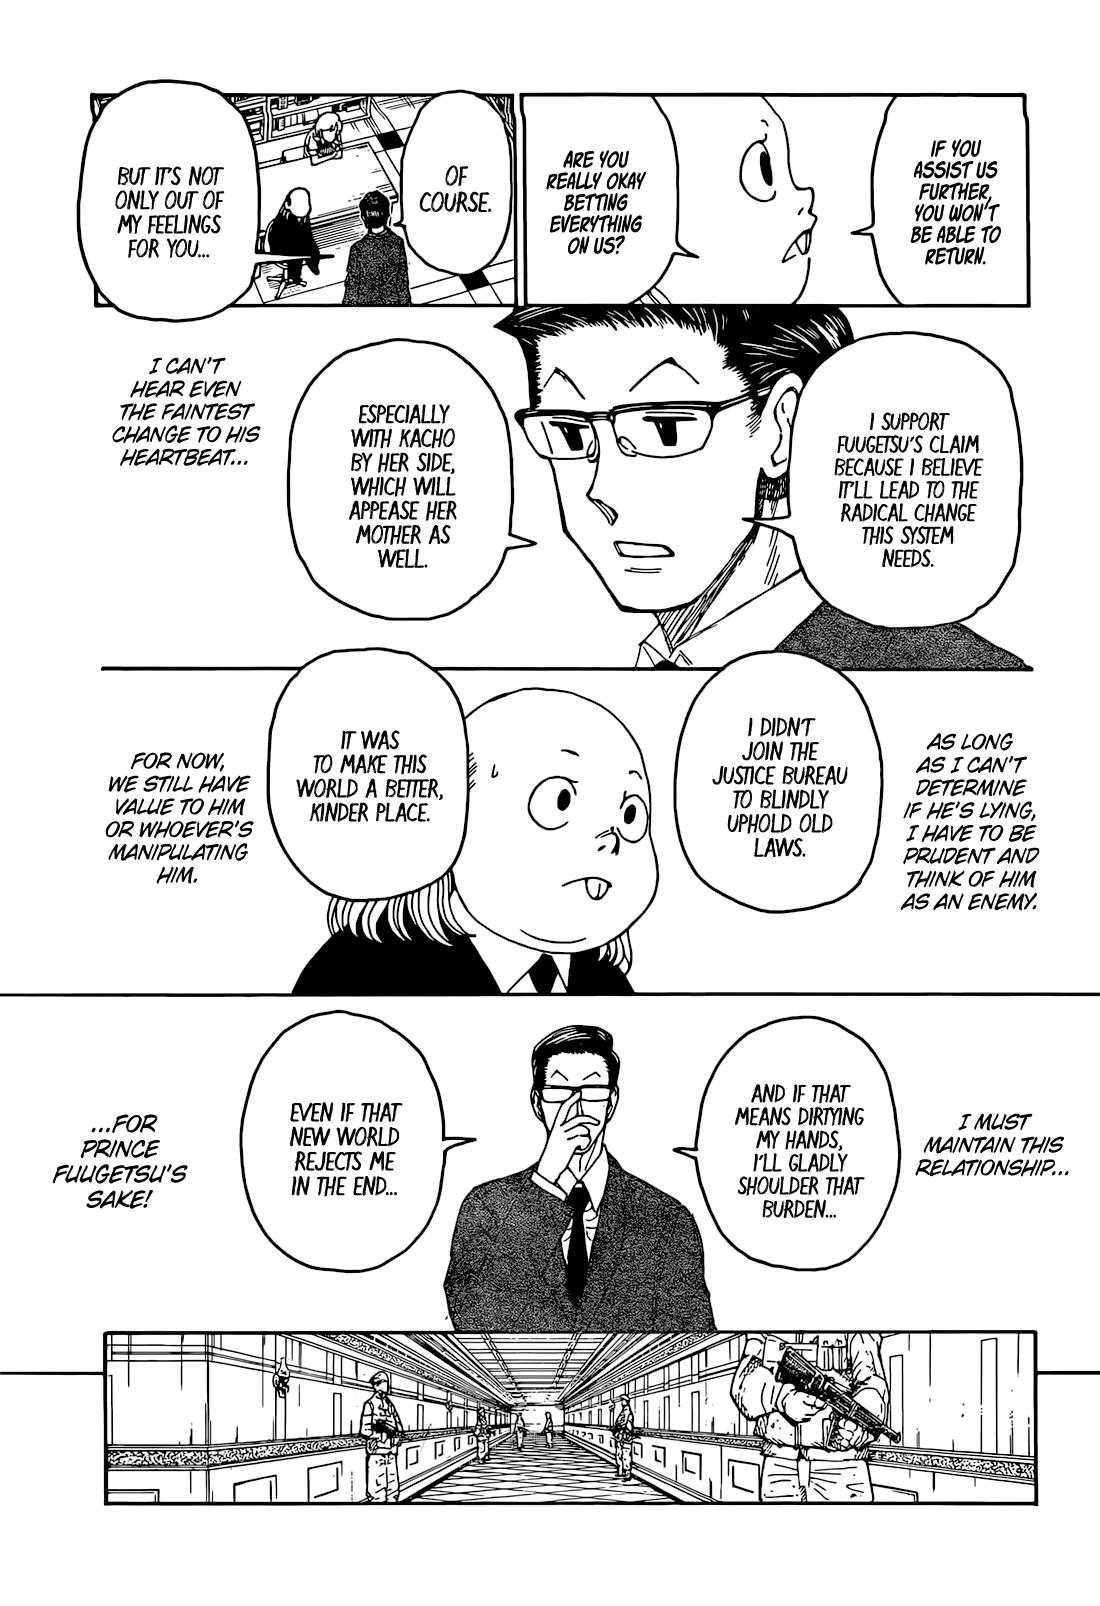 IF YOU
ASSIST US
FURTHER,
YOU WON'T
BE ABLE TO
RETURN.
ARE YOU
REALLY OKAY
BETTING
EVERYTHING
ON US?
OF
COURSE.
BUT IT'S NOT
ONLY OUT OF
MY FEELINGS
FOR YOU...
I SUPPORT
FUUGETSU'S CLAIM
BECAUSE I BELIEVE
IT'LL LEAD TO THE
RADICAL CHANGE
THIS SYSTEM
NEEDS.
ESPECIALLY
WITH KACHO
BY HER SIDE,
WHICH WILL
APPEASE HER
MOTHER AS
WELL.
I CAN'T
HEAR EVEN
THE FAINTEST
CHANGE TO HIS
HEARTBEAT...
AS LONG
AS I CAN'T
DETERMINE
IF HE'S LYING,
I HAVE TO BE
PRUDENT AND
THINK OF HIM
AS AN ENEMY.
I DIDN'T
JOIN THE
JUSTICE BUREAU
TO BLINDLY
UPHOLD OLD
LAWS.
IT WAS
TO MAKE THIS
WORLD A BETTER,
KINDER PLACE.
FOR NOW,
WE STILL HAVE
VALUE TO HIM
OR WHOEVER'S
MANIPULATING
HIM.
I MUST
MAINTAIN THIS
RELATIONSHIP...
AND IF THAT
MEANS DIRTYING
MY HANDS,
I'LL GLADLY
SHOULDER THAT
BURDEN...
EVEN IF THAT
NEW WORLD
REJECTS ME
IN THE END...
...FOR
PRINCE
FUUGETSU'S
SAKE!